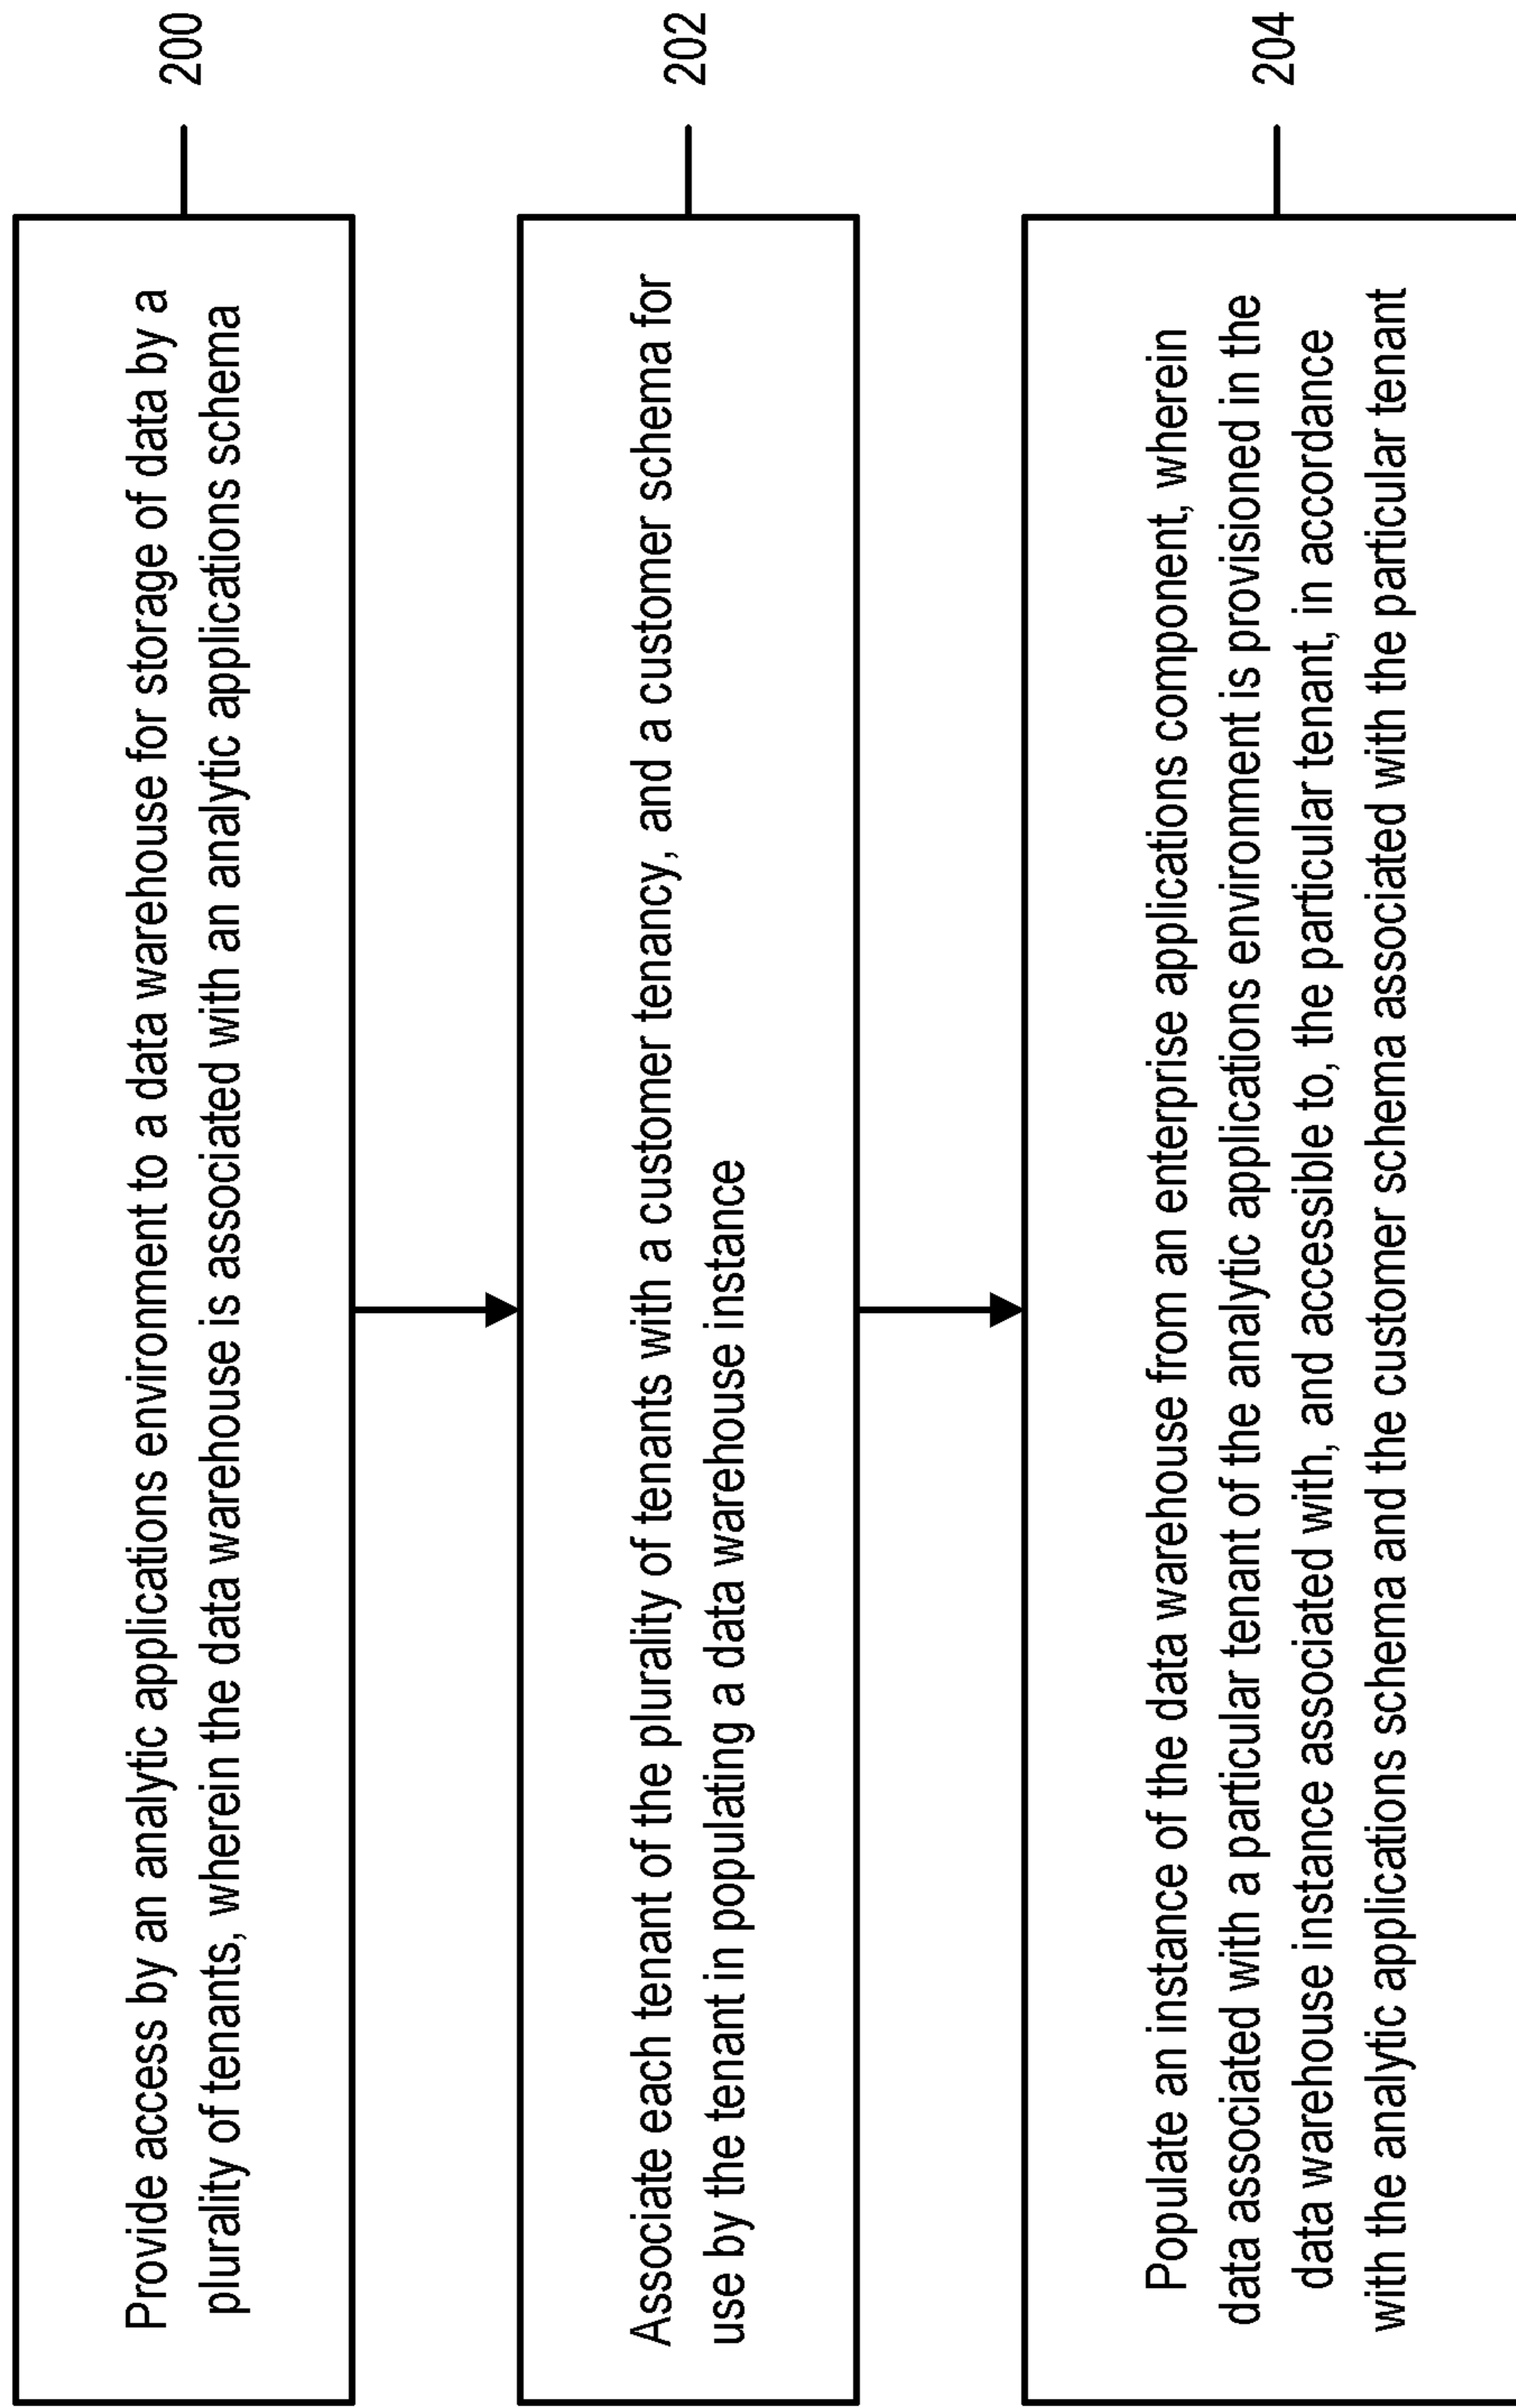 Provide access by an analytic applications environment to a data warehouse for storage of data by a
plurality of tenants, wherein the data warehouse is associated with an analytic applications schema
200
Associate each tenant of the plurality of tenants with a customer tenancy, and a customer schema for
use by the tenant in populating a data warehouse instance
202
Populate an instance of the data warehouse from an enterprise applications component, wherein
data associated with a particular tenant of the analytic applications environment is provisioned in the
data warehouse instance associated with, and accessible to, the particular tenant, in accordance
with the analytic applications schema and the customer schema associated with the particular tenant
204